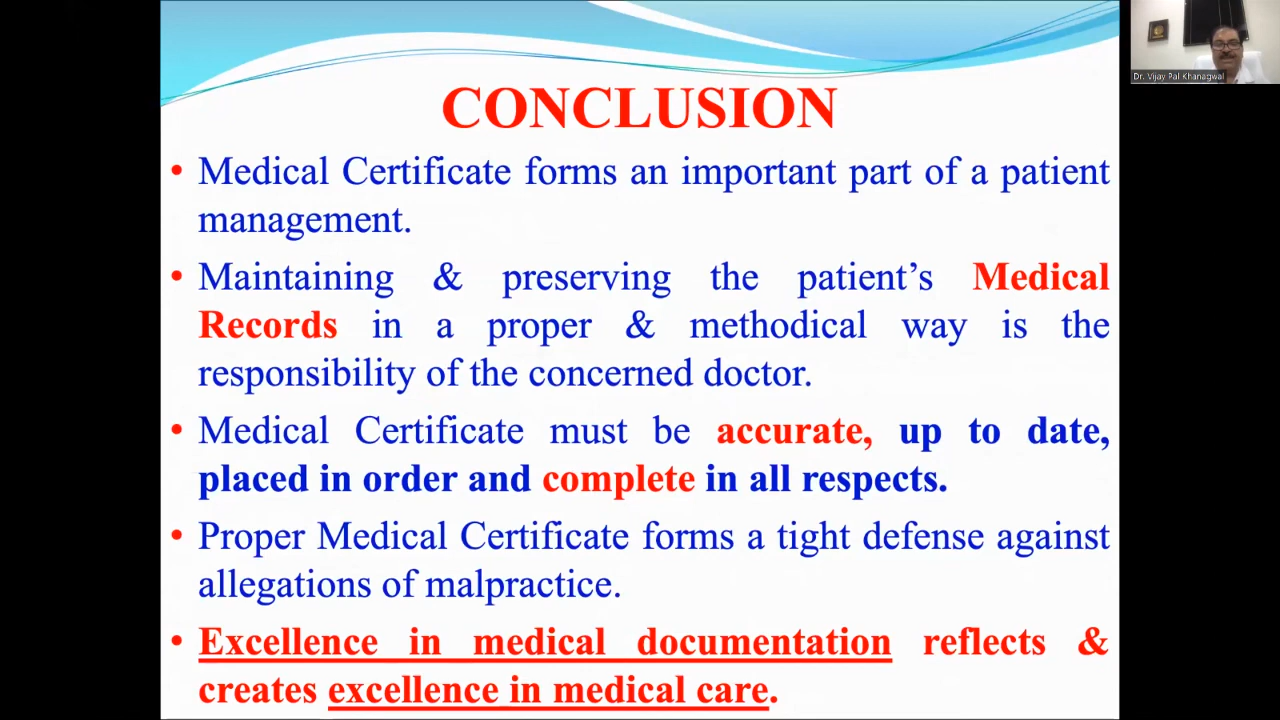 CONCLUSION
• Medical Certificate forms an important part of a patient
management.
• Maintaining & preserving the patient’s Medical
Records in a proper & methodical way is the
responsibility of the concerned doctor.
• Medical Certificate must be accurate, up to date,
placed in order and complete in all respects.
• Proper Medical Certificate forms a tight defense against
allegations of malpractice.
• Excellence in medical documentation reflects &
creates excellence in medical care.
Dr. Vijay Pal Khanagwal